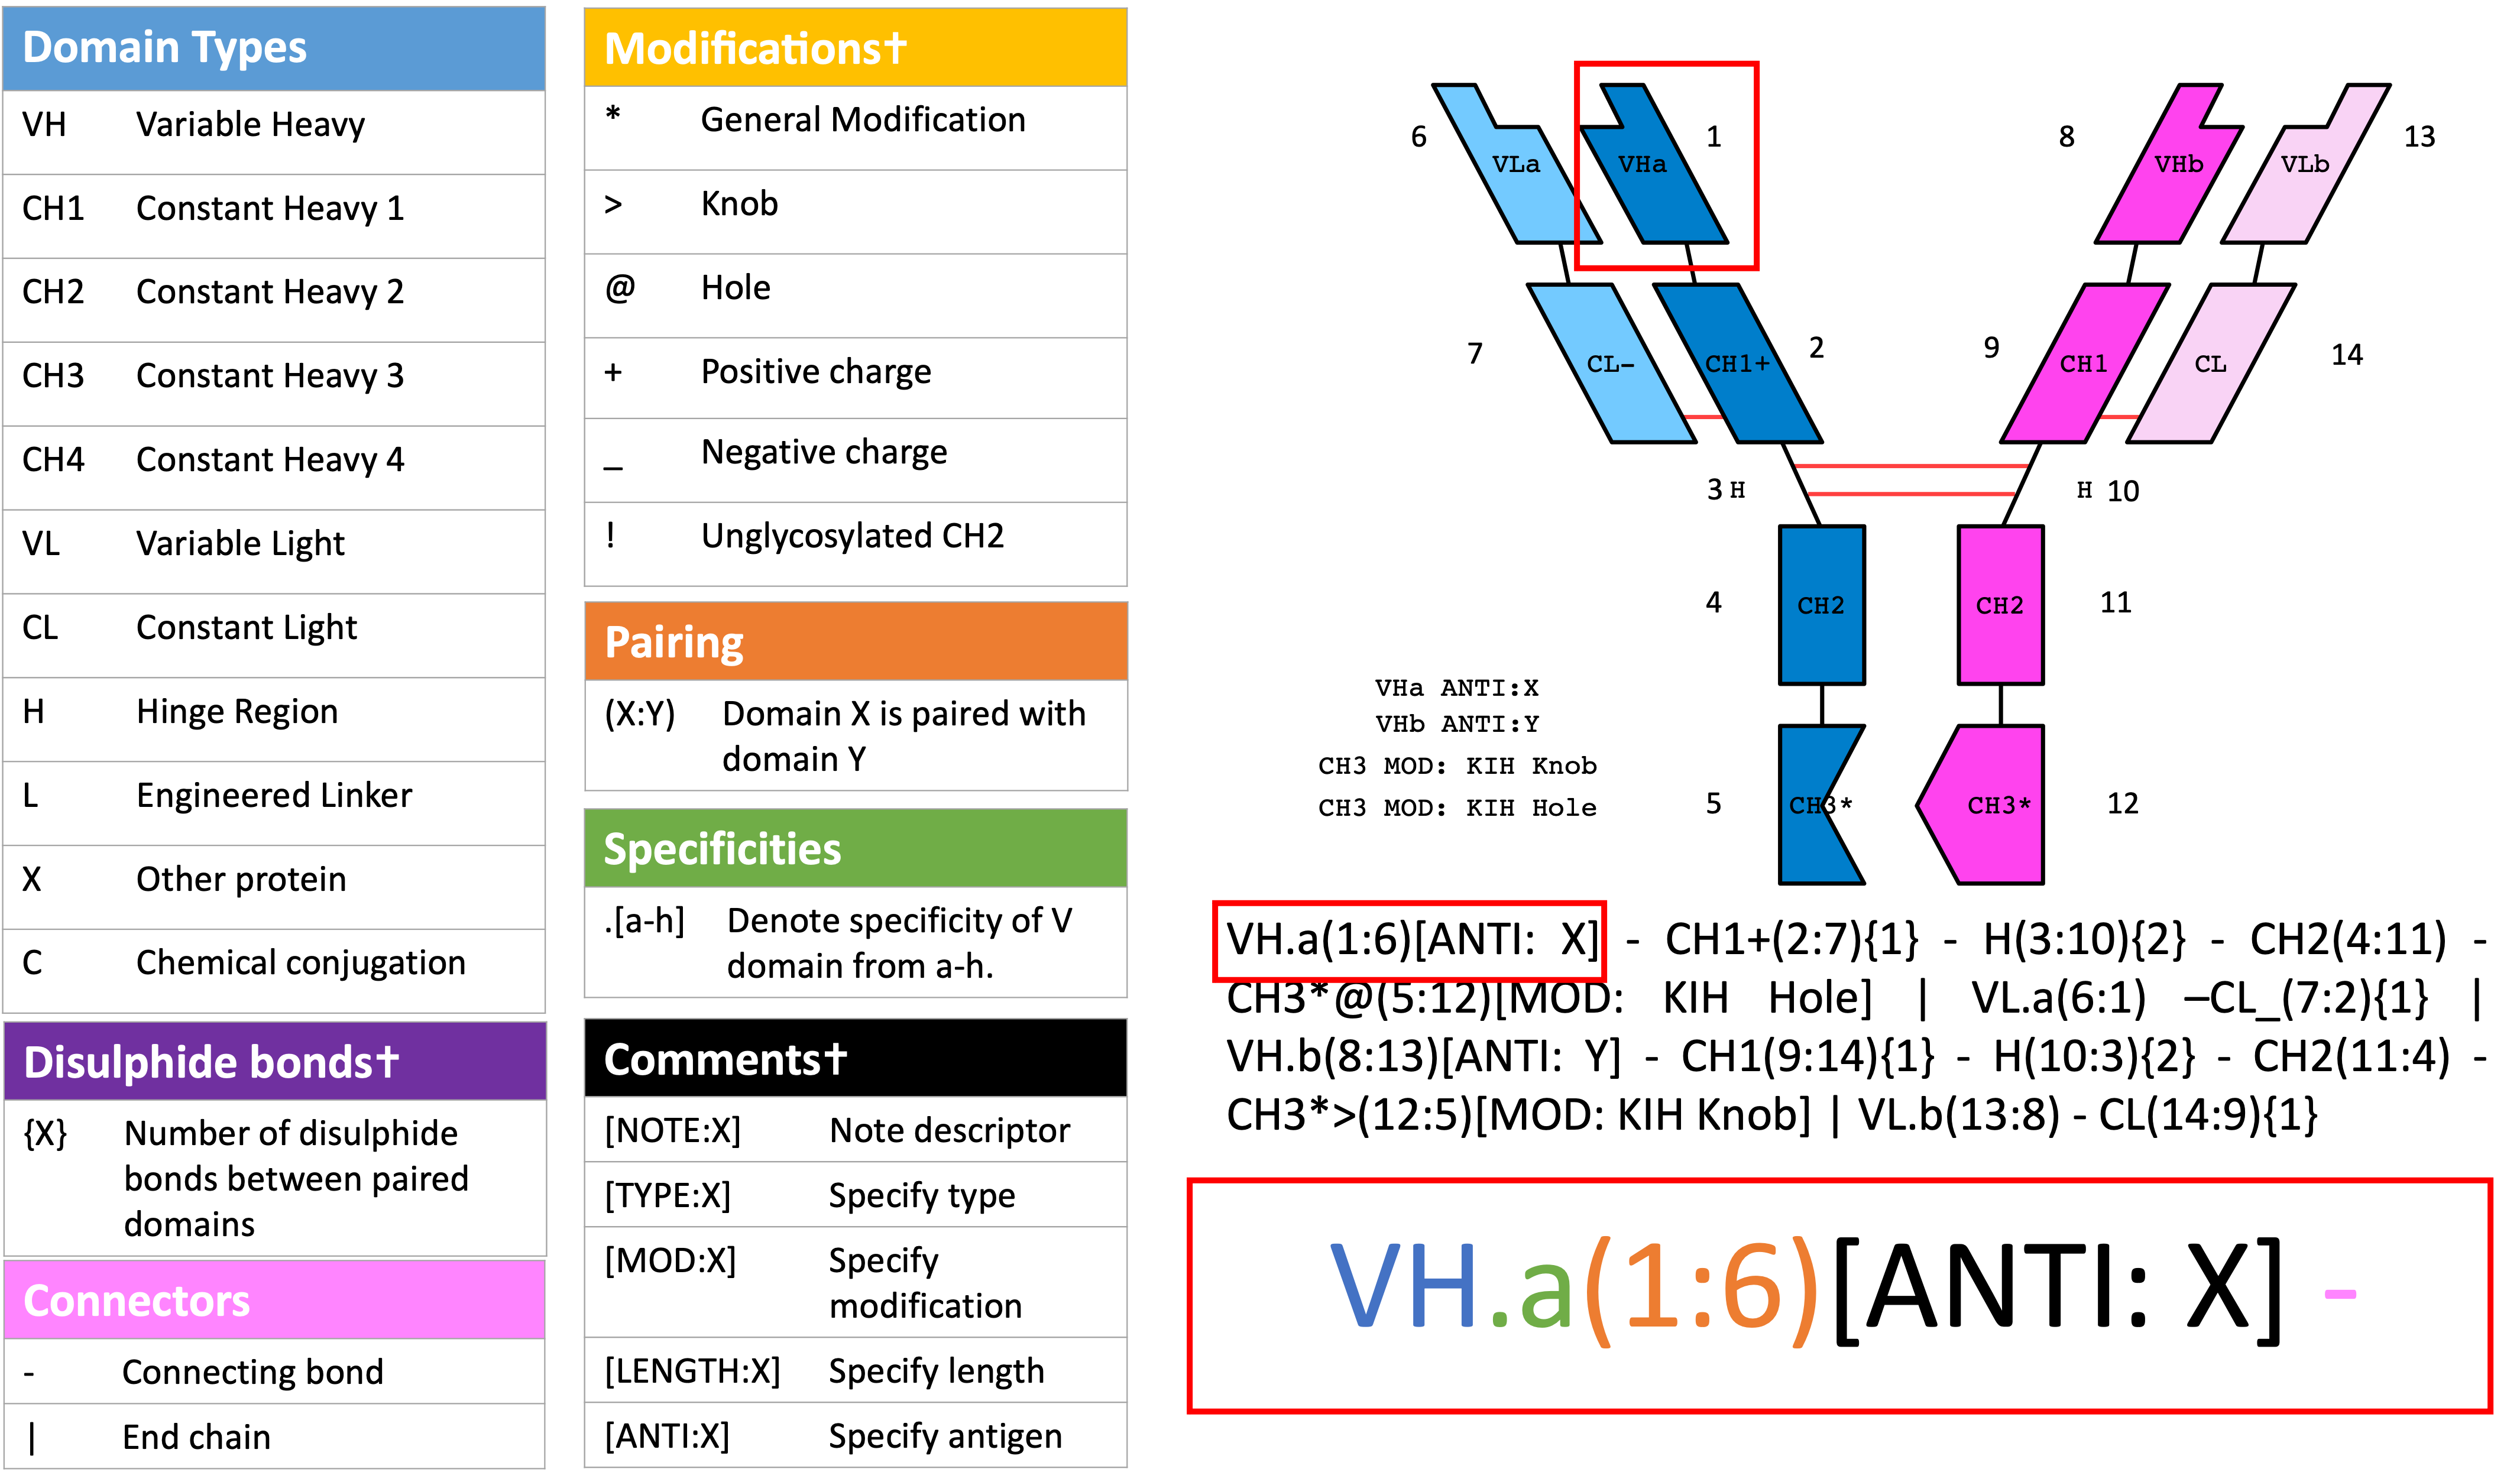 Domain Types
VH Variable Heavy
CH1 Constant Heavy 1
CH2 Constant Heavy 2
CH3 Constant Heavy 3
CH4 Constant Heavy 4
VL Variable Light
CL Constant Light
H Hinge Region
L Engineered Linker
X Other protein
C Chemical conjugation
Disulphide bonds†
{X} Number of disulphide
bonds between paired
domains
Connectors
- Connecting bond
| End chain
Modifications†
* General Modification
> Knob
@ Hole
+ Positive charge
_ Negative charge
! Unglycosylated CH2
Pairing
(X:Y) Domain X is paired with
domain Y
Specificities
.[a-h] Denote specificity of V
domain from a-h.
Comments†
[NOTE:X] Note descriptor
[TYPE:X] Specify type
[MOD:X] Specify
modification
[LENGTH:X] Specify length
[ANTI:X] Specify antigen
6 VLa VHa 1 8 VHb VLb 13
7 CL- CH1+ 2 9 CH1 CL 14
3 H H 10
4 CH2 CH2 11
VHa ANTI:X
VHb ANTI:Y
CH3 MOD: KIH Knob
CH3 MOD: KIH Hole
5 CH3* CH3* 12
VH.a(1:6)[ANTI: X] - CH1+(2:7){1} - H(3:10){2} - CH2(4:11) -
CH3*@(5:12)[MOD: KIH Hole] | VL.a(6:1) –CL_(7:2){1} |
VH.b(8:13)[ANTI: Y] - CH1(9:14){1} - H(10:3){2} - CH2(11:4) -
CH3*>(12:5)[MOD: KIH Knob] | VL.b(13:8) - CL(14:9){1}
VH.a(1:6)[ANTI: X] -